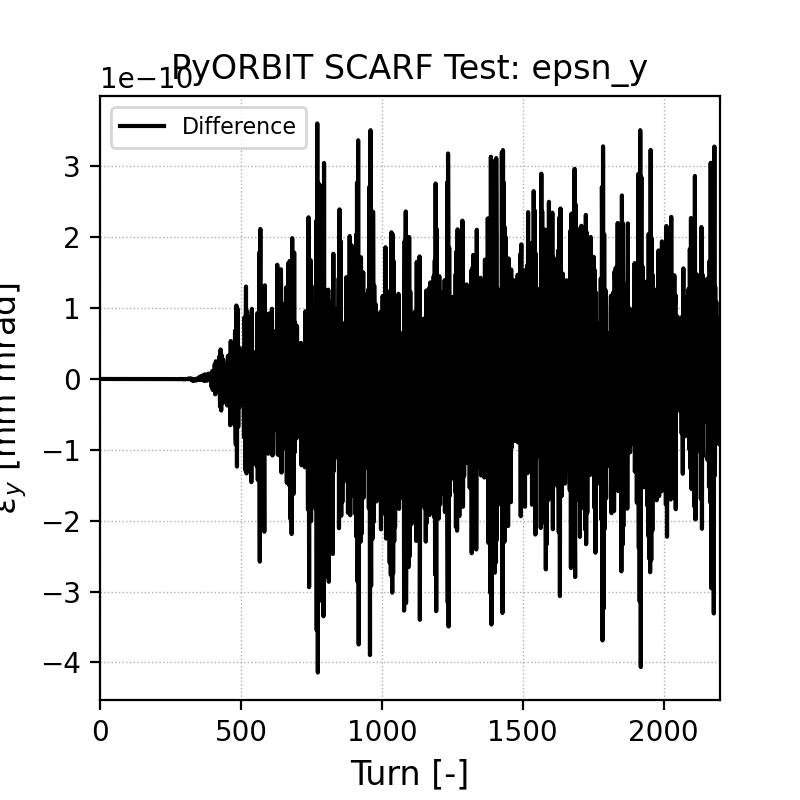 PyORBIT SCARF Test: epsn_y
1e−10
Difference
3
2
1
0
−1
−2
−3
−4
ε_y [mm mrad]
0 500 1000 1500 2000
Turn [-]